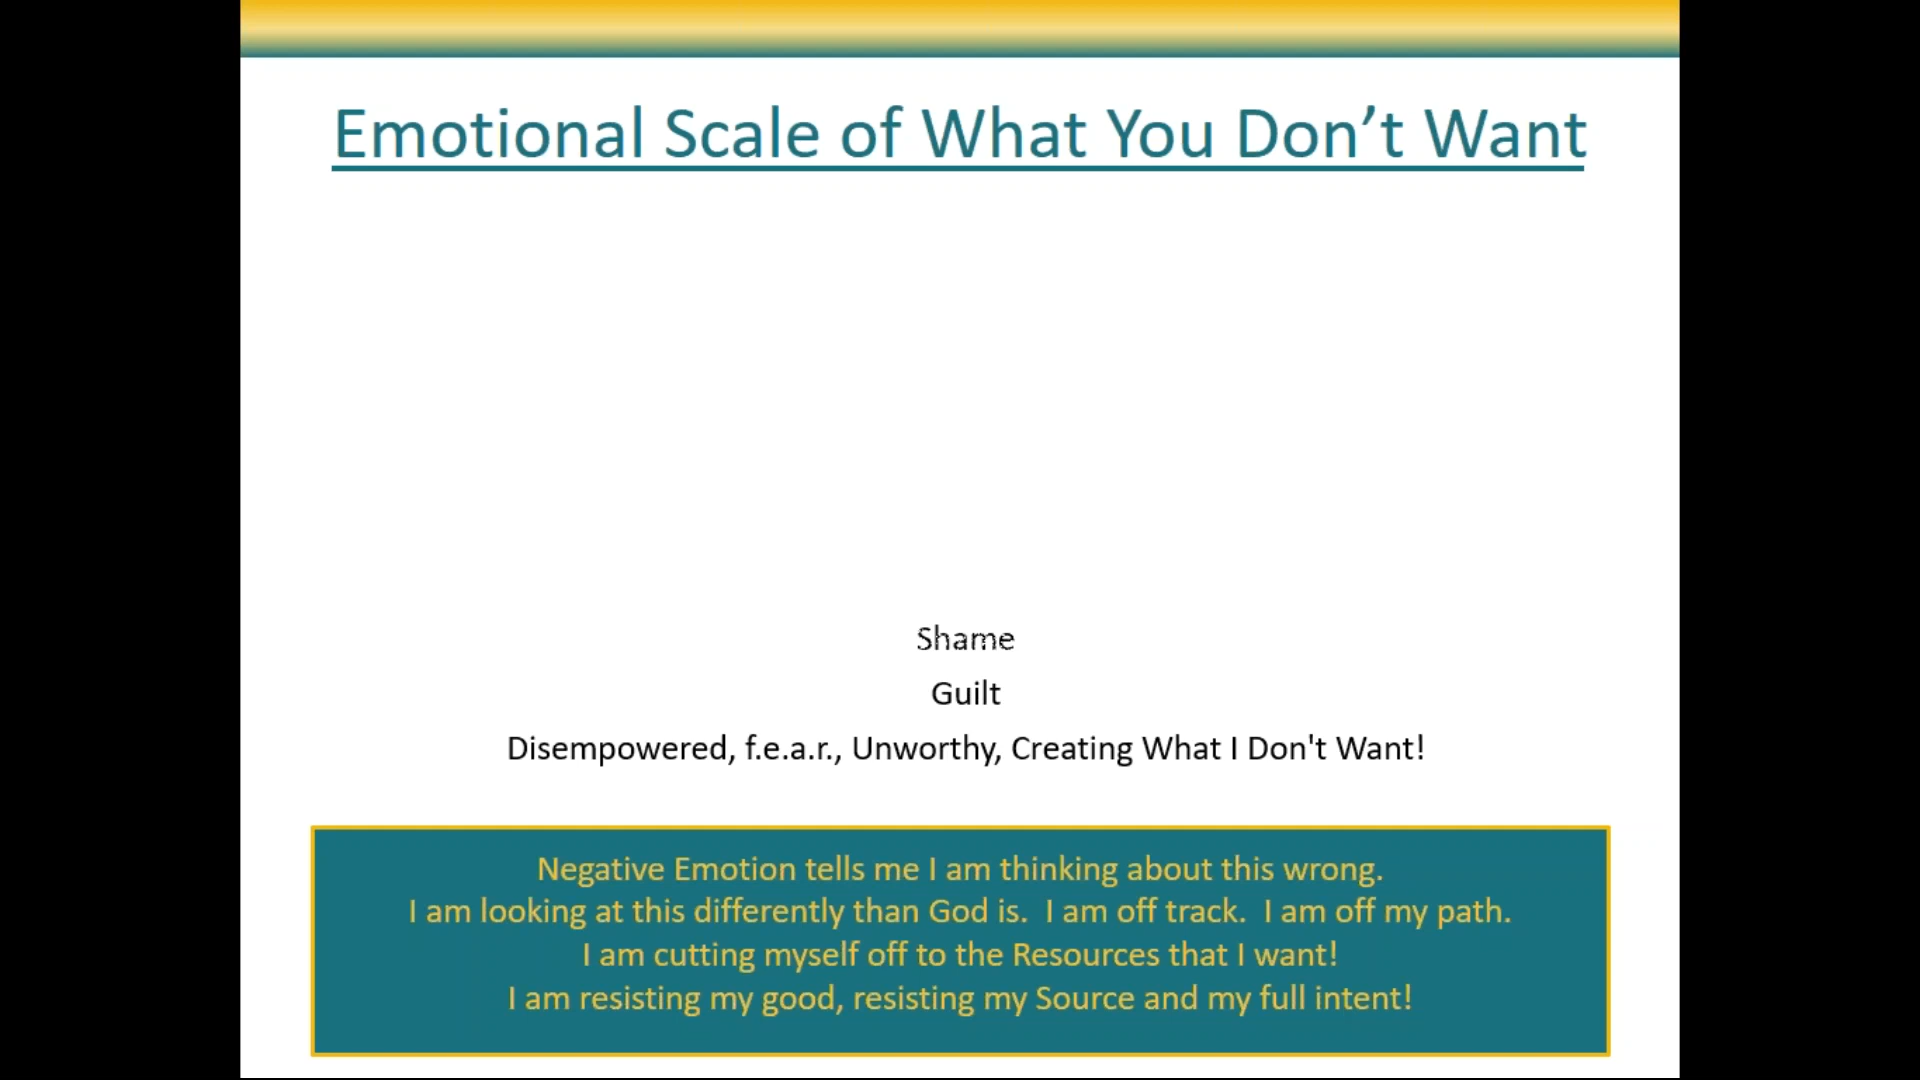 Emotional Scale of What You Don’t Want
Shame
Guilt
Disempowered, f.e.a.r., Unworthy, Creating What I Don't Want!
Negative Emotion tells me I am thinking about this wrong.
I am looking at this differently than God is.  I am off track.  I am off my path.
I am cutting myself off to the Resources that I want!
I am resisting my good, resisting my Source and my full intent!